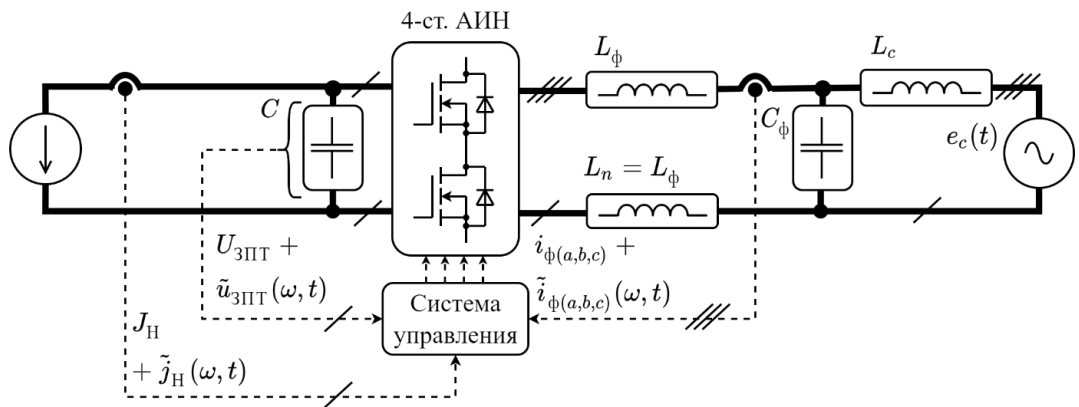 4-ст. АИН
L_ф
L_c
C
C_ф
e_c(t)
L_n = L_ф
U_ЗПТ +
ũ_ЗПТ(ω, t)
i_ф(a,b,c) +
ĩ_ф(a,b,c)(ω, t)
Система
управления
J_Н
+ j̃_Н(ω, t)